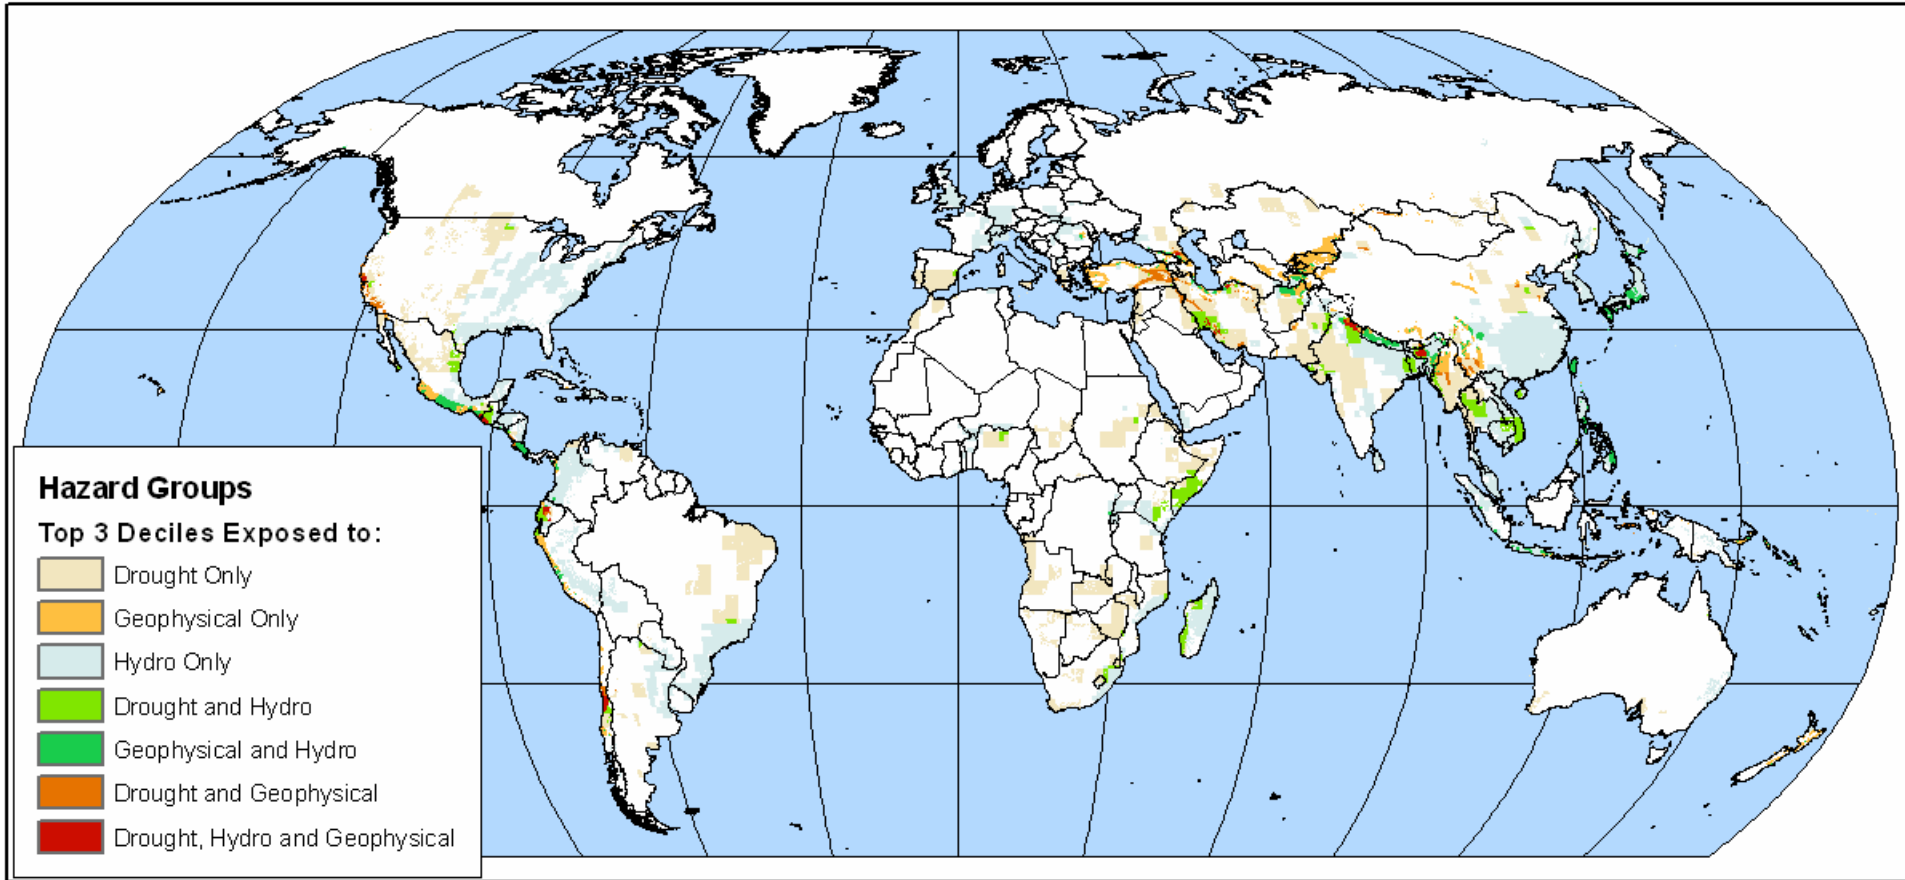 Hazard Groups
Top 3 Deciles Exposed to:
Drought Only
Geophysical Only
Hydro Only
Drought and Hydro
Geophysical and Hydro
Drought and Geophysical
Drought, Hydro and Geophysical